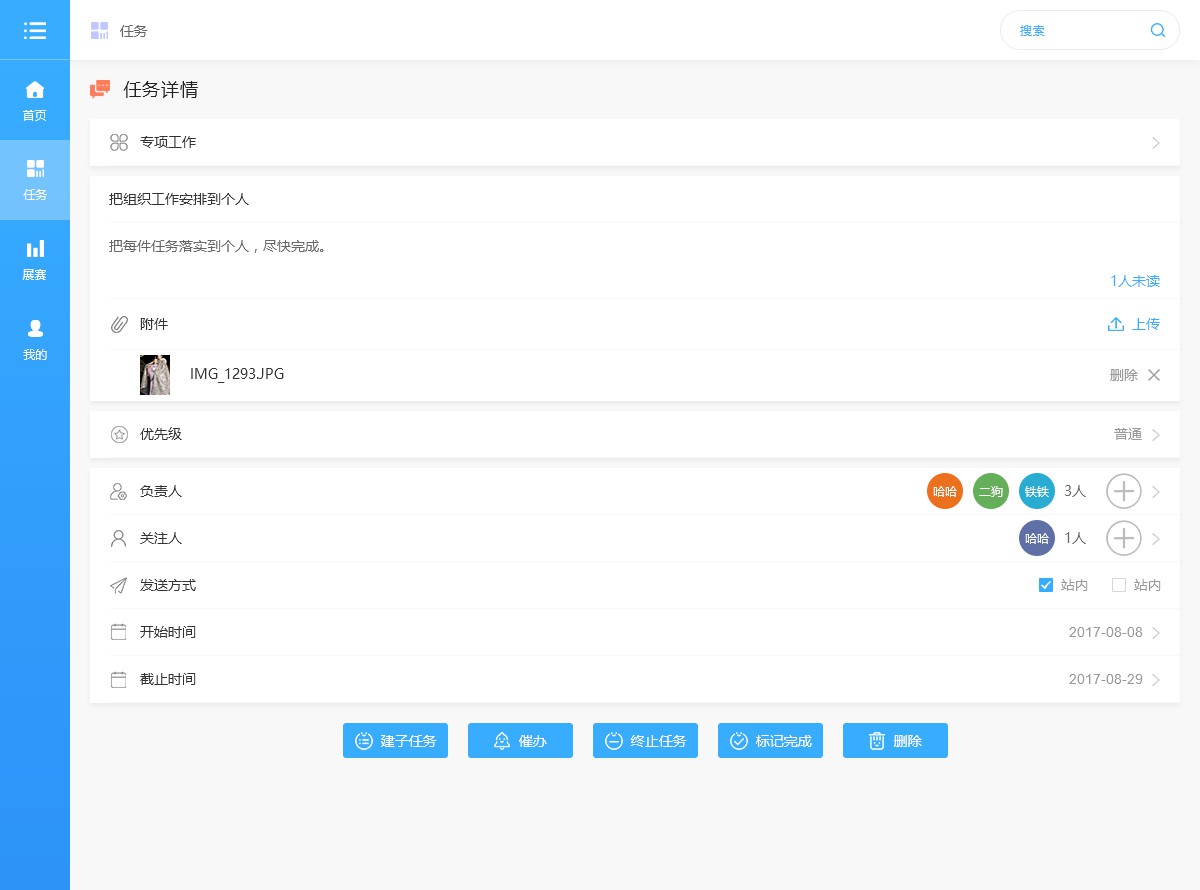 任务
搜索
首页
任务
展赛
我的
任务详情
专项工作
把组织工作安排到个人
把每件任务落实到个人，尽快完成。
1人未读
附件
上传
IMG_1293.JPG
删除
优先级
普通
负责人
哈哈 二狗 铁铁 3人
关注人
哈哈 1人
发送方式
站内 站内
开始时间
2017-08-08
截止时间
2017-08-29
建子任务 催办 终止任务 标记完成 删除